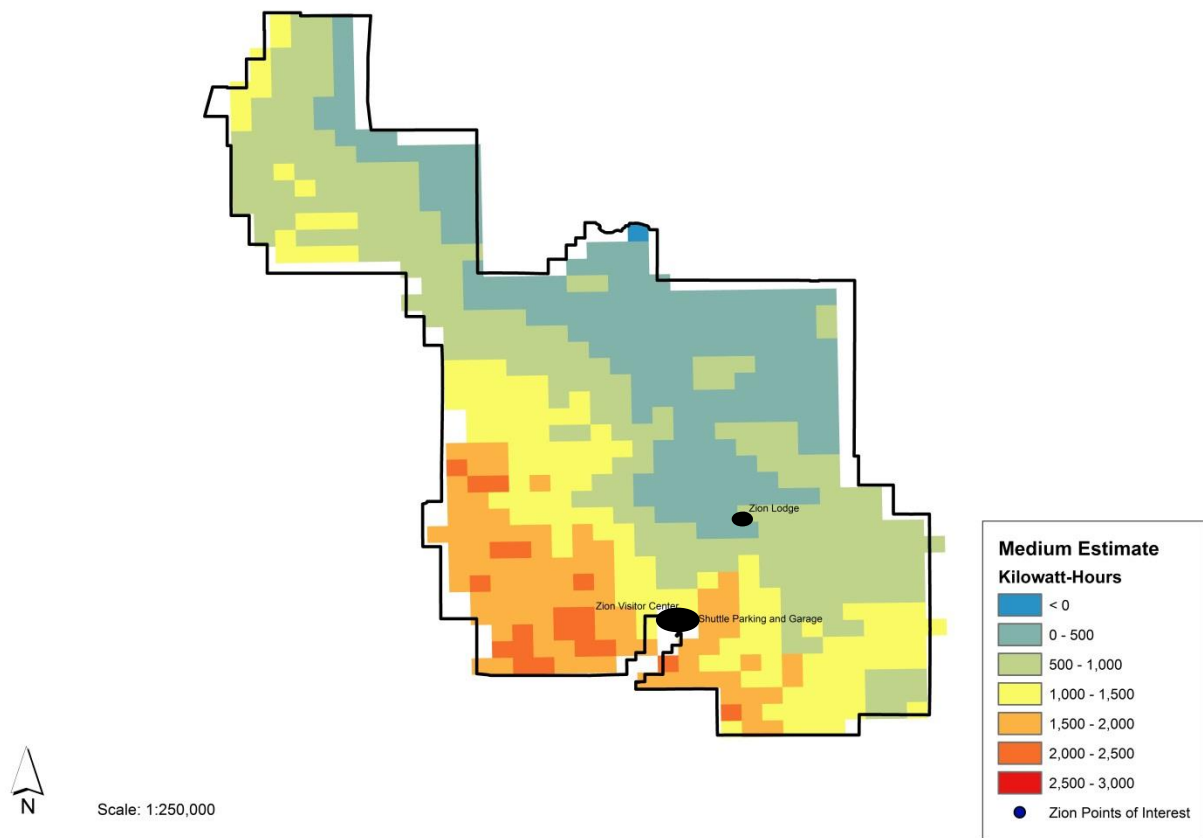 Zion Lodge
Zion Visitor Center
Shuttle Parking and Garage
Medium Estimate
Kilowatt-Hours
< 0
0 - 500
500 - 1,000
1,000 - 1,500
1,500 - 2,000
2,000 - 2,500
2,500 - 3,000
Zion Points of Interest
N
Scale: 1:250,000